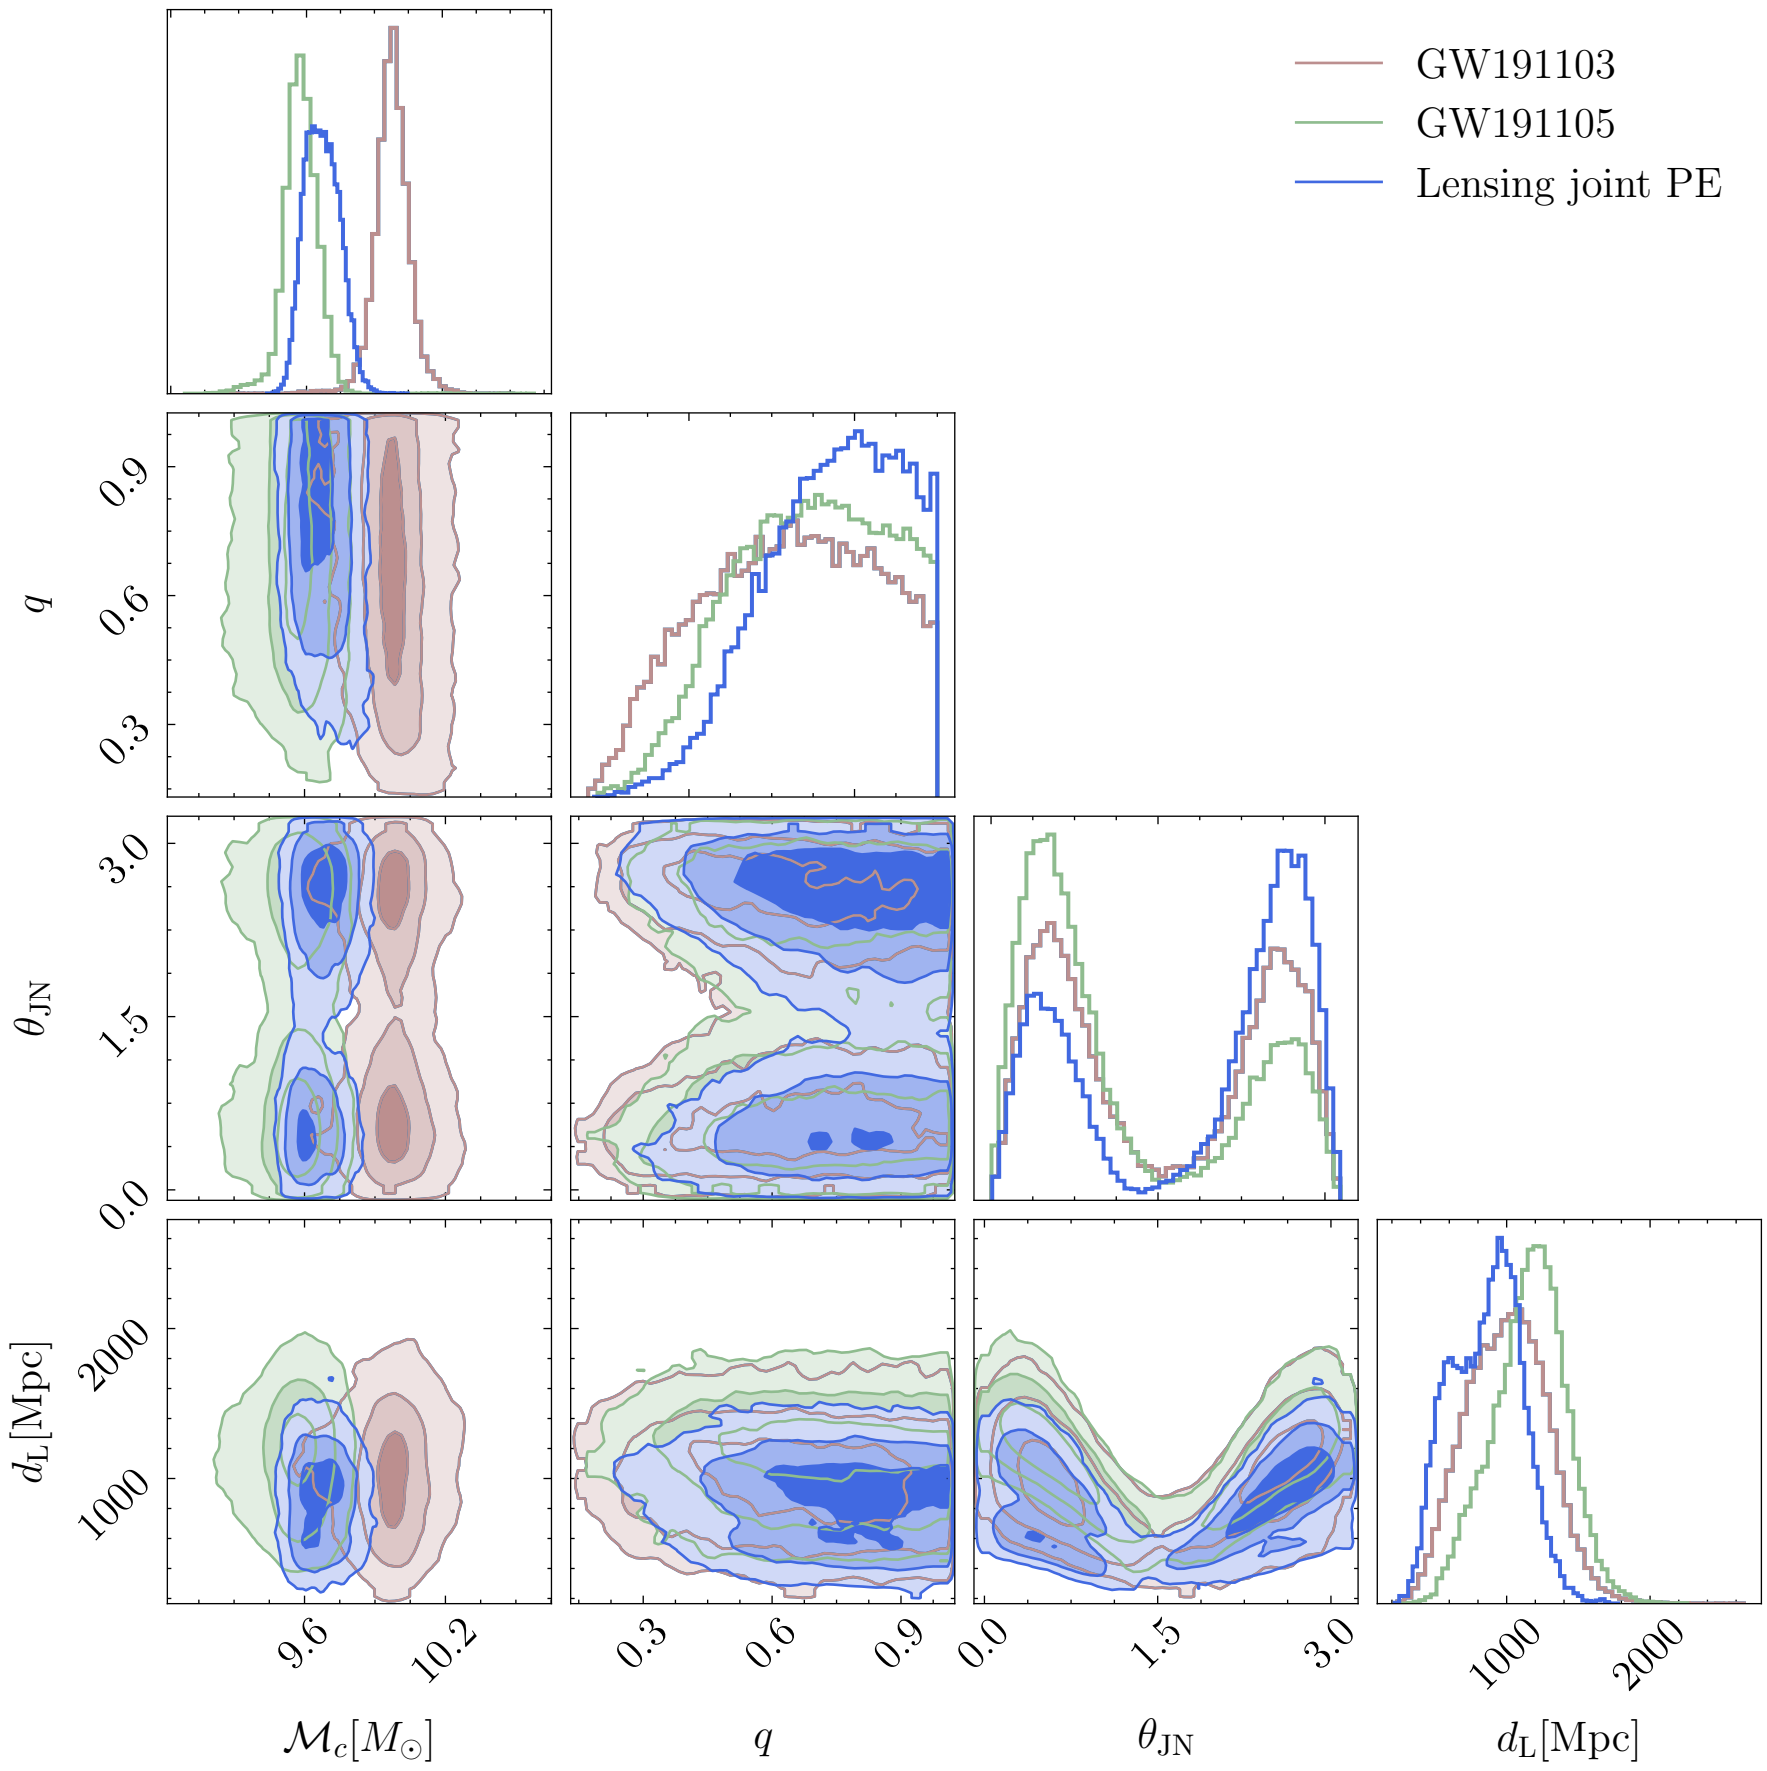 GW191103
GW191105
Lensing joint PE
q
0.9
0.6
0.3
θ_JN
3.0
1.5
0.0
d_L[Mpc]
2000
1000
9.6 10.2
0.3 0.6 0.9
0.0 1.5 3.0
1000 2000
ℳ_c[M_⊙]
q
θ_JN
d_L[Mpc]